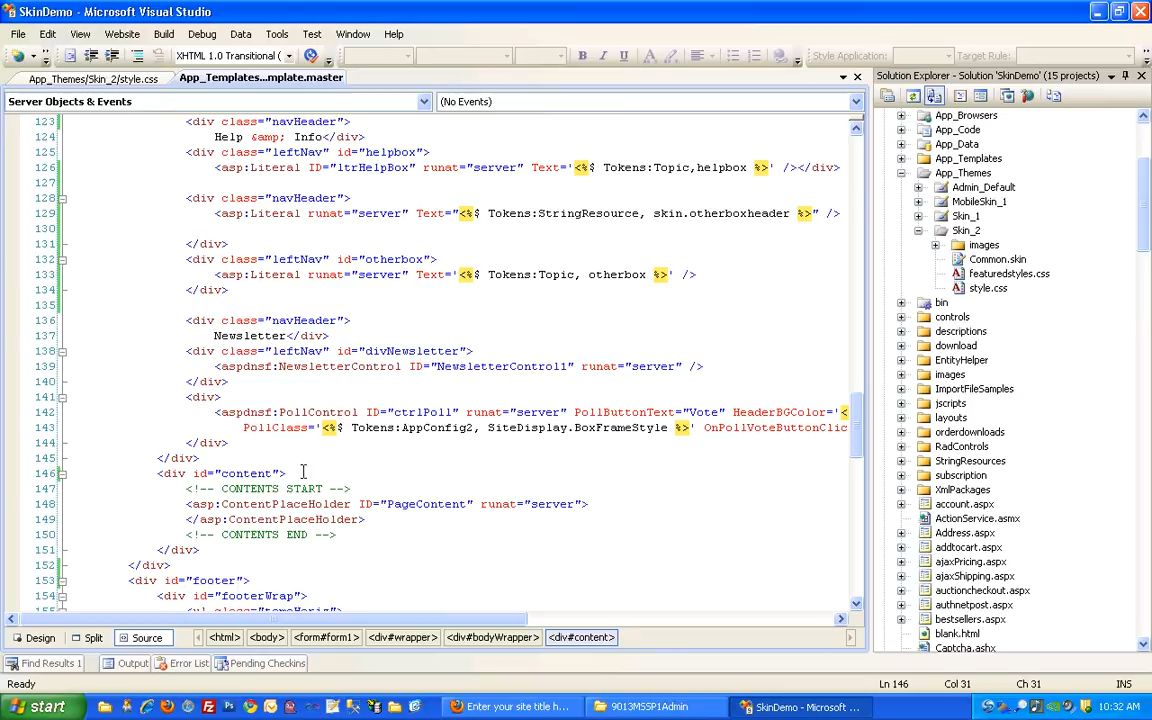 SkinDemo - Microsoft Visual Studio
File Edit View Website Build Debug Data Tools Test Window Help
XHTML 1.0 Transitional ( Style Application: Target Rule:
App_Themes/Skin_2/style.css App_Templates...mplate.master
Server Objects & Events (No Events)
123 <div class="navHeader">
124 Help &amp; Info</div>
125 <div class="leftNav" id="helpbox">
126 <asp:Literal ID="ltrHelpBox" runat="server" Text='<%$ Tokens:Topic,helpbox %>' /></div>
127
128 <div class="navHeader">
129 <asp:Literal runat="server" Text="<%$ Tokens:StringResource, skin.otherboxheader %>" />
130
131 </div>
132 <div class="leftNav" id="otherbox">
133 <asp:Literal runat="server" Text='<%$ Tokens:Topic, otherbox %>' />
134 </div>
135
136 <div class="navHeader">
137 Newsletter</div>
138 <div class="leftNav" id="divNewsletter">
139 <aspdnsf:NewsletterControl ID="NewsletterControl1" runat="server" />
140 </div>
141 <div>
142 <aspdnsf:PollControl ID="ctrlPoll" runat="server" PollButtonText="Vote" HeaderBGColor='<
143 PollClass='<%$ Tokens:AppConfig2, SiteDisplay.BoxFrameStyle %>' OnPollVoteButtonClic
144 </div>
145 </div>
146 <div id="content">
147 <!-- CONTENTS START -->
148 <asp:ContentPlaceHolder ID="PageContent" runat="server">
149 </asp:ContentPlaceHolder>
150 <!-- CONTENTS END -->
151 </div>
152 </div>
153 <div id="footer">
154 <div id="footerWrap">
Design Split Source <html> <body> <form#form1> <div#wrapper> <div#bodyWrapper> <div#content>
Find Results 1 Output Error List Pending Checkins
Ready Ln 146 Col 31 Ch 31 INS
Solution Explorer - Solution 'SkinDemo' (15 projects)
App_Browsers
App_Code
App_Data
App_Templates
App_Themes
Admin_Default
MobileSkin_1
Skin_1
Skin_2
images
Common.skin
featuredstyles.css
style.css
bin
controls
descriptions
download
EntityHelper
images
ImportFileSamples
jscripts
layouts
orderdownloads
RadControls
StringResources
subscription
XmlPackages
account.aspx
ActionService.asmx
Address.aspx
addtocart.aspx
ajaxPricing.aspx
ajaxShipping.aspx
auctioncheckout.aspx
authnetpost.aspx
bestsellers.aspx
blank.html
Captcha.ashx
start Enter your site title h... 9013MSSP1Admin SkinDemo - Microsoft ... 10:32 AM